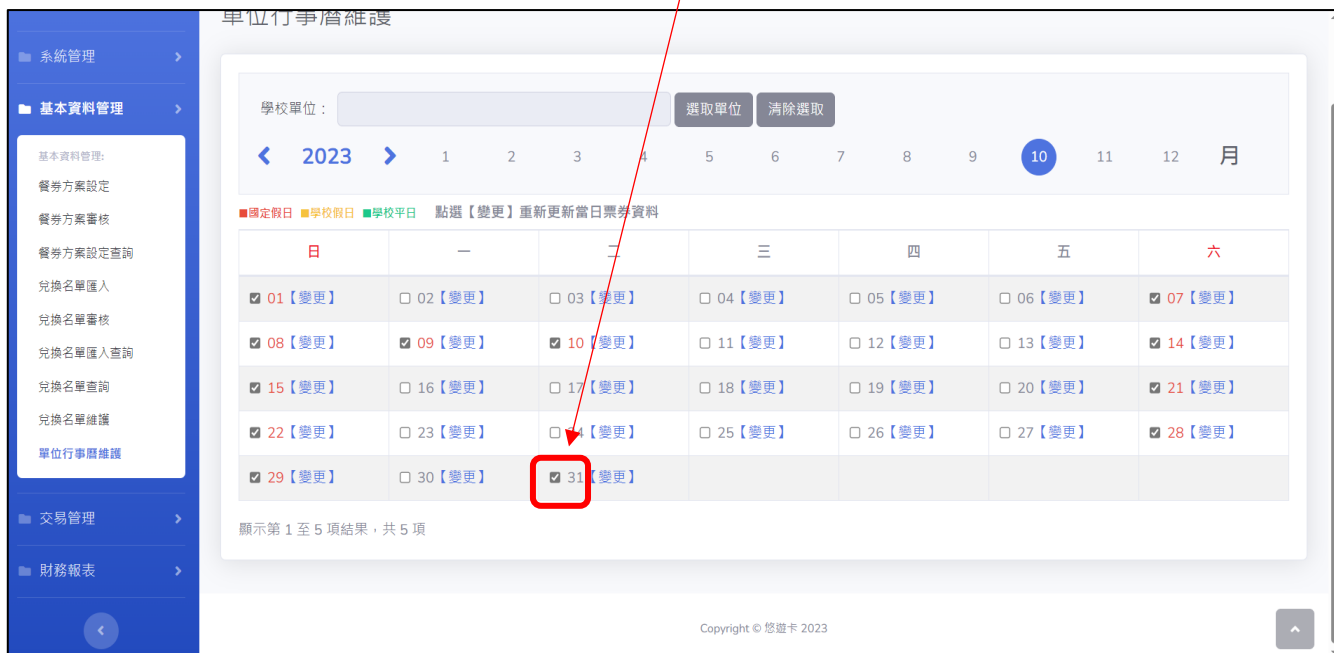 單位行事曆維護
系統管理
基本資料管理
基本資料管理:
餐券方案設定
餐券方案審核
餐券方案設定查詢
兌換名單匯入
兌換名單審核
兌換名單匯入查詢
兌換名單查詢
兌換名單維護
單位行事曆維護
交易管理
財務報表
學校單位： 選取單位 清除選取
2023 1 2 3 4 5 6 7 8 9 10 11 12 月
■國定假日 ■學校假日 ■學校平日 點選【變更】重新更新當日票券資料
日 一 二 三 四 五 六
01【變更】 02【變更】 03【變更】 04【變更】 05【變更】 06【變更】 07【變更】
08【變更】 09【變更】 10【變更】 11【變更】 12【變更】 13【變更】 14【變更】
15【變更】 16【變更】 17【變更】 18【變更】 19【變更】 20【變更】 21【變更】
22【變更】 23【變更】 24【變更】 25【變更】 26【變更】 27【變更】 28【變更】
29【變更】 30【變更】 31【變更】
顯示第 1 至 5 項結果，共 5 項
Copyright © 悠遊卡 2023